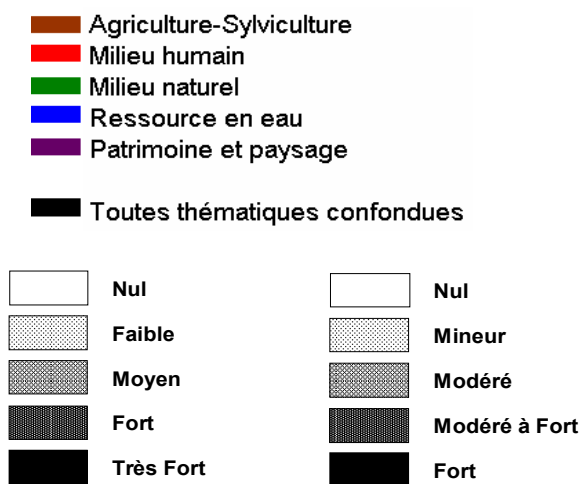 Agriculture-Sylviculture
Milieu humain
Milieu naturel
Ressource en eau
Patrimoine et paysage
Toutes thématiques confondues
Nul
Faible
Moyen
Fort
Très Fort
Nul
Mineur
Modéré
Modéré à Fort
Fort